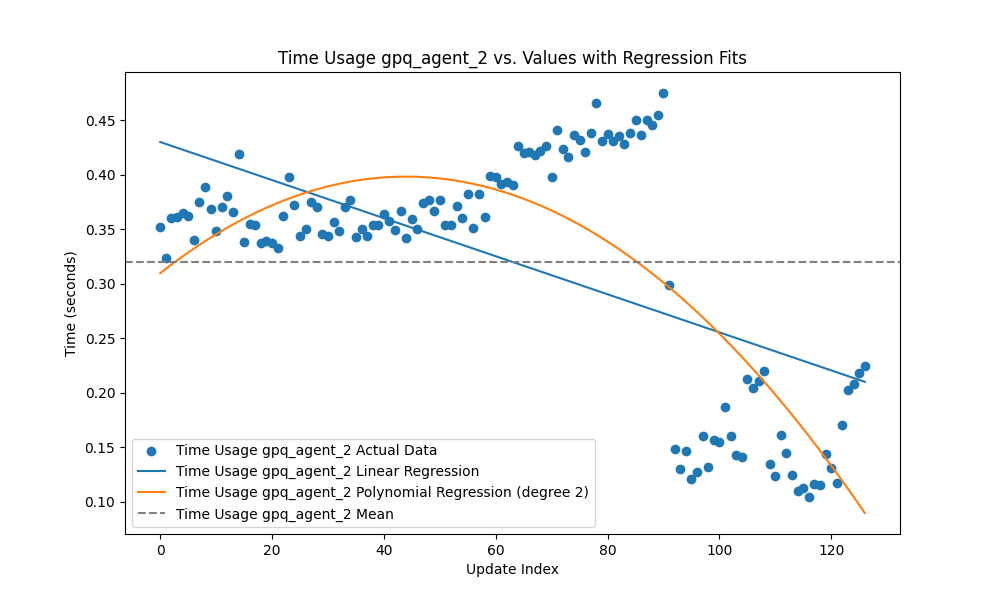 Time Usage gpq_agent_2 vs. Values with Regression Fits
Time (seconds)
0.45
0.40
0.35
0.30
0.25
0.20
0.15
0.10
Time Usage gpq_agent_2 Actual Data
Time Usage gpq_agent_2 Linear Regression
Time Usage gpq_agent_2 Polynomial Regression (degree 2)
Time Usage gpq_agent_2 Mean
0 20 40 60 80 100 120
Update Index